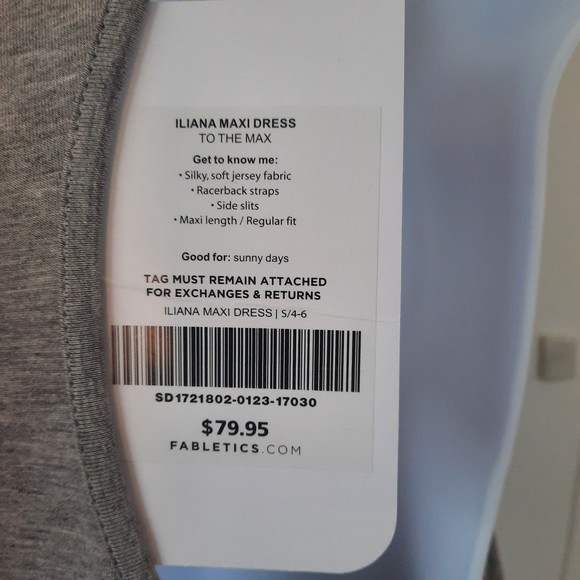 ILIANA MAXI DRESS
TO THE MAX
Get to know me:
• Silky, soft jersey fabric
• Racerback straps
• Side slits
• Maxi length / Regular fit
Good for: sunny days
TAG MUST REMAIN ATTACHED
FOR EXCHANGES & RETURNS
ILIANA MAXI DRESS | S/4-6
SD1721802-0123-17030
$79.95
FABLETICS.COM